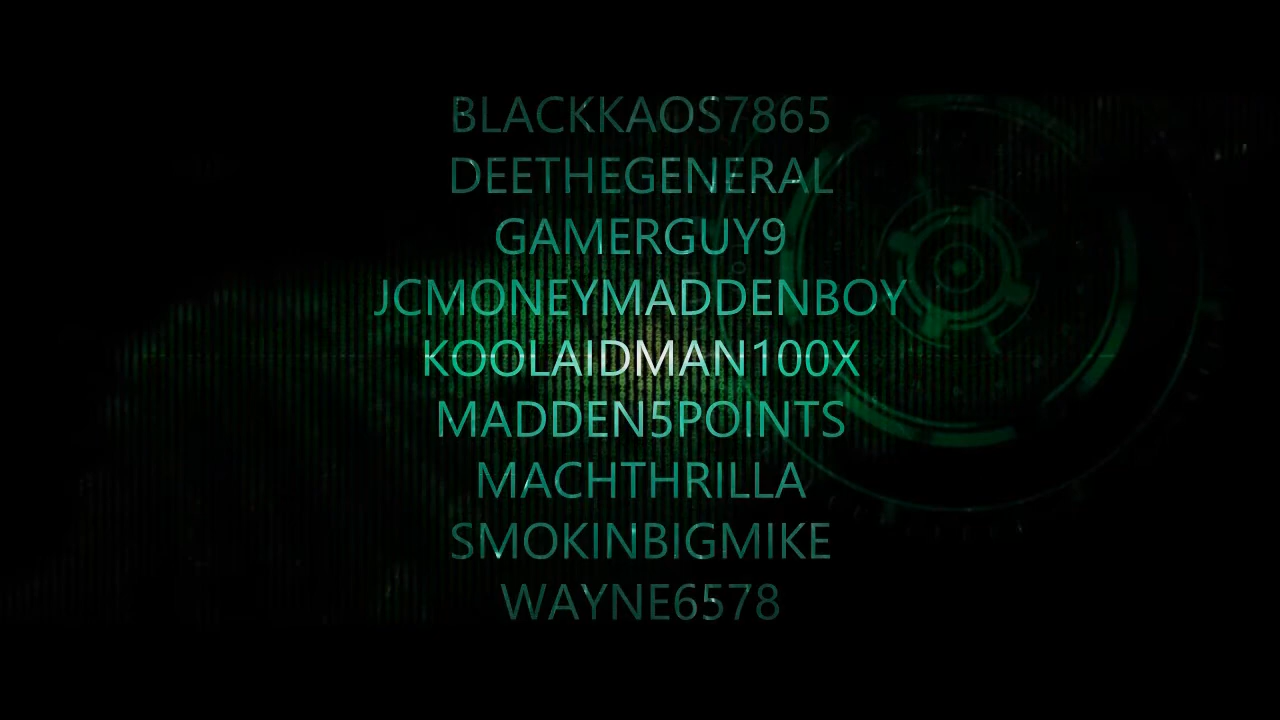 BLACKKAOS7865
DEETHEGENERAL
GAMERGUY9
JCMONEYMADDENBOY
KOOLAIDMAN100X
MADDEN5POINTS
MACHTHRILLA
SMOKINBIGMIKE
WAYNE6578